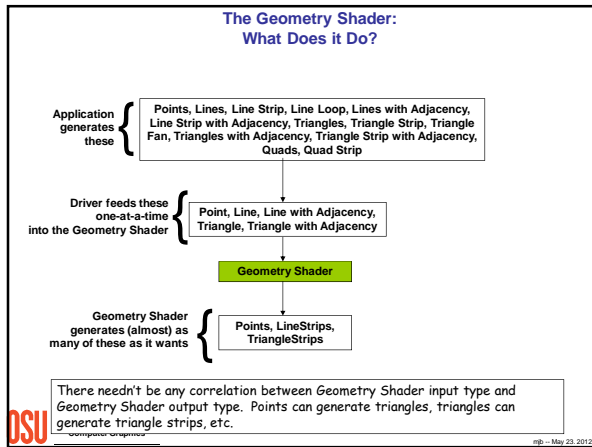 The Geometry Shader:
What Does it Do?
Application
generates
these
Points, Lines, Line Strip, Line Loop, Lines with Adjacency,
Line Strip with Adjacency, Triangles, Triangle Strip, Triangle
Fan, Triangles with Adjacency, Triangle Strip with Adjacency,
Quads, Quad Strip
Driver feeds these
one-at-a-time
into the Geometry Shader
Point, Line, Line with Adjacency,
Triangle, Triangle with Adjacency
Geometry Shader
Geometry Shader
generates (almost) as
many of these as it wants
Points, LineStrips,
TriangleStrips
There needn't be any correlation between Geometry Shader input type and
Geometry Shader output type. Points can generate triangles, triangles can
generate triangle strips, etc.
OSU
Computer Graphics
mjb – May 23, 2012